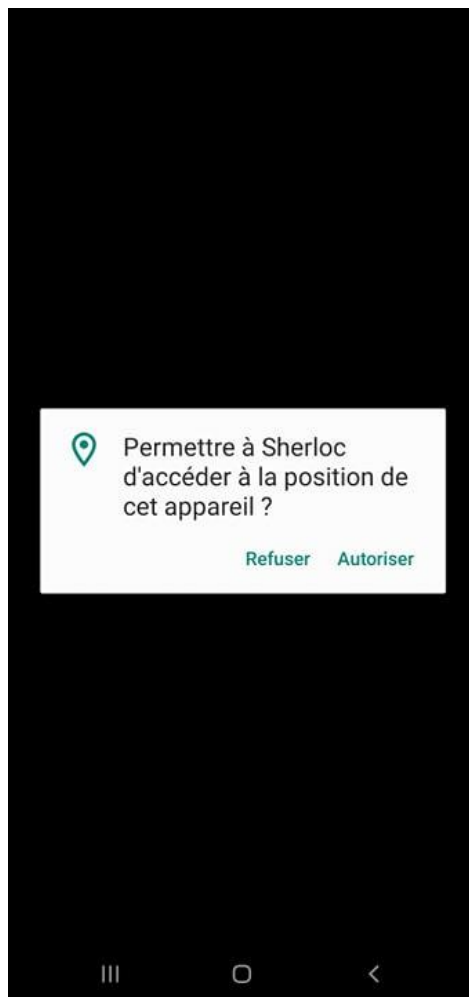 Permettre à Sherloc
d'accéder à la position de
cet appareil ?
Refuser Autoriser